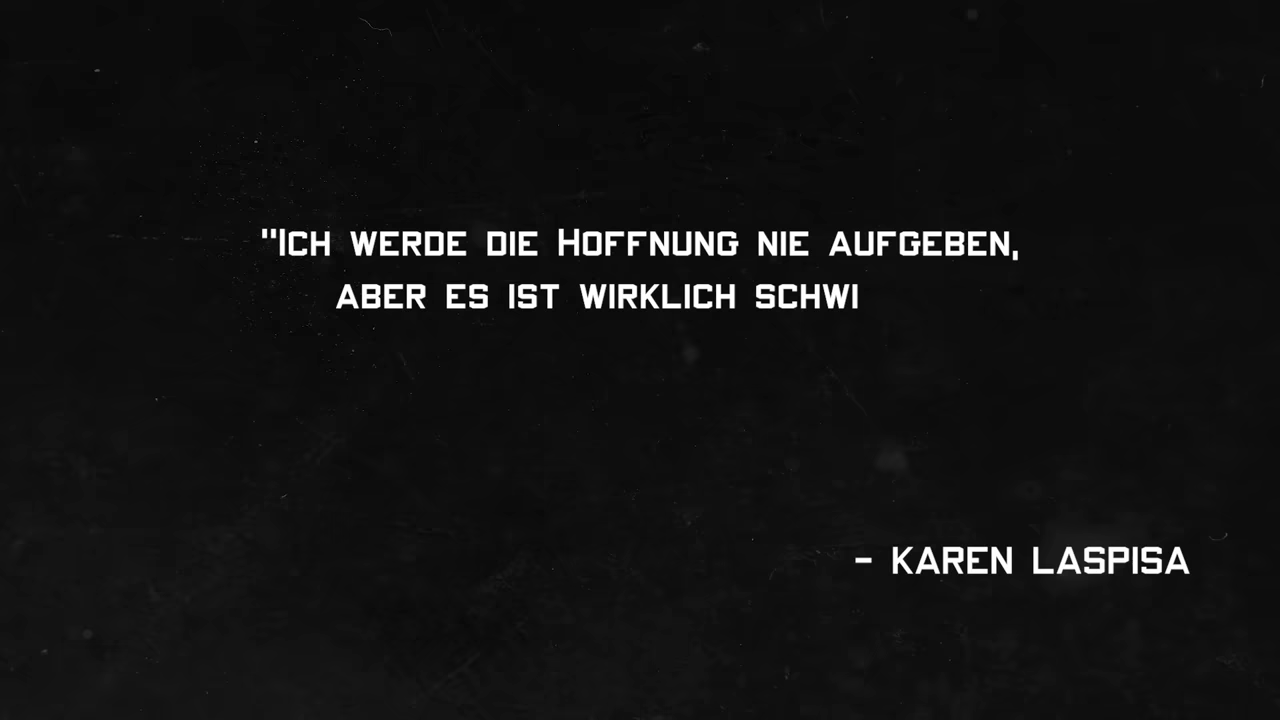 "Ich werde die Hoffnung nie aufgeben,
aber es ist wirklich schwi
- KAREN LASPISA